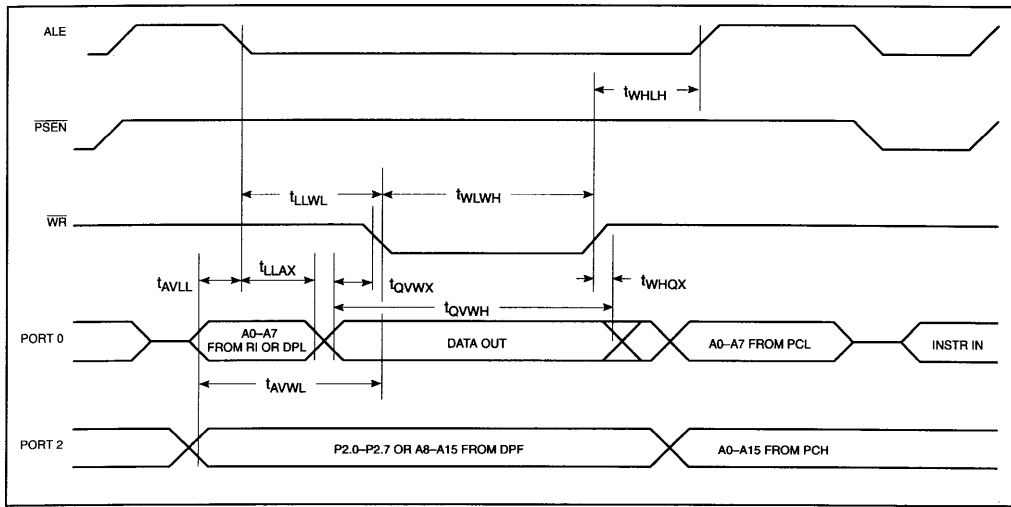 ALE
tWHLH
PSEN
tLLWL
tWLWH
WR
tAVLL
tLLAX
tQVWX
tWHQX
tQVWH
PORT 0
A0–A7
FROM RI OR DPL
DATA OUT
A0–A7 FROM PCL
INSTR IN
tAVWL
PORT 2
P2.0–P2.7 OR A8–A15 FROM DPF
A0–A15 FROM PCH